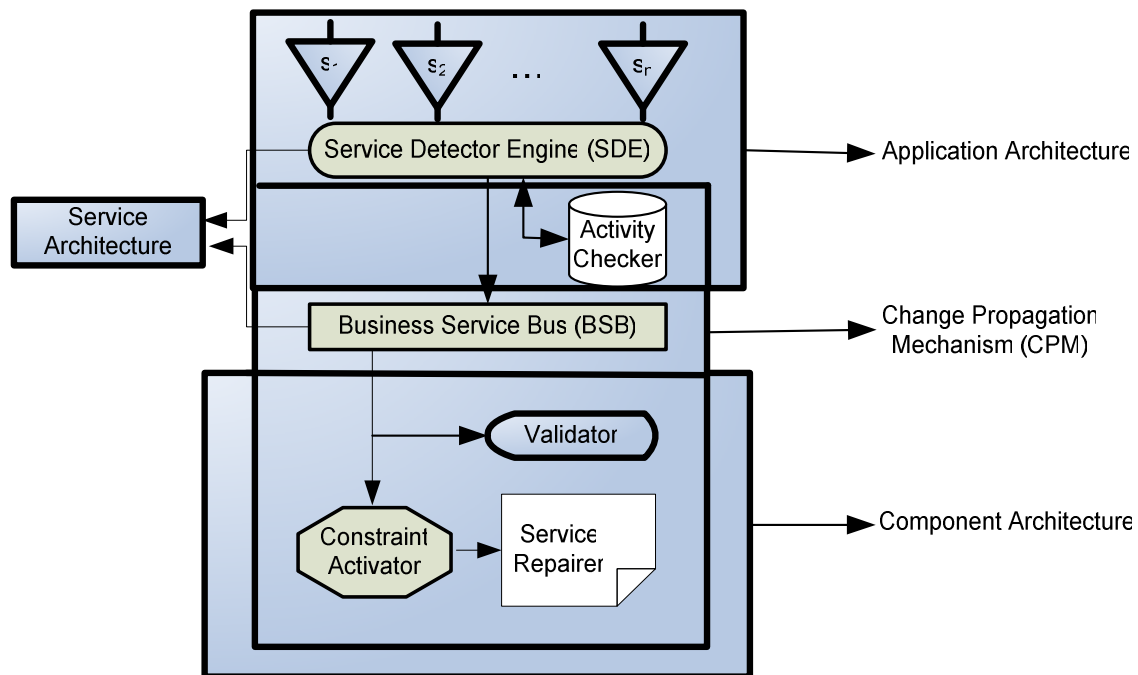 s1 s2 ... sn
Service Detector Engine (SDE)
Application Architecture
Service
Architecture
Activity
Checker
Business Service Bus (BSB)
Change Propagation
Mechanism (CPM)
Validator
Constraint
Activator
Service
Repairer
Component Architecture